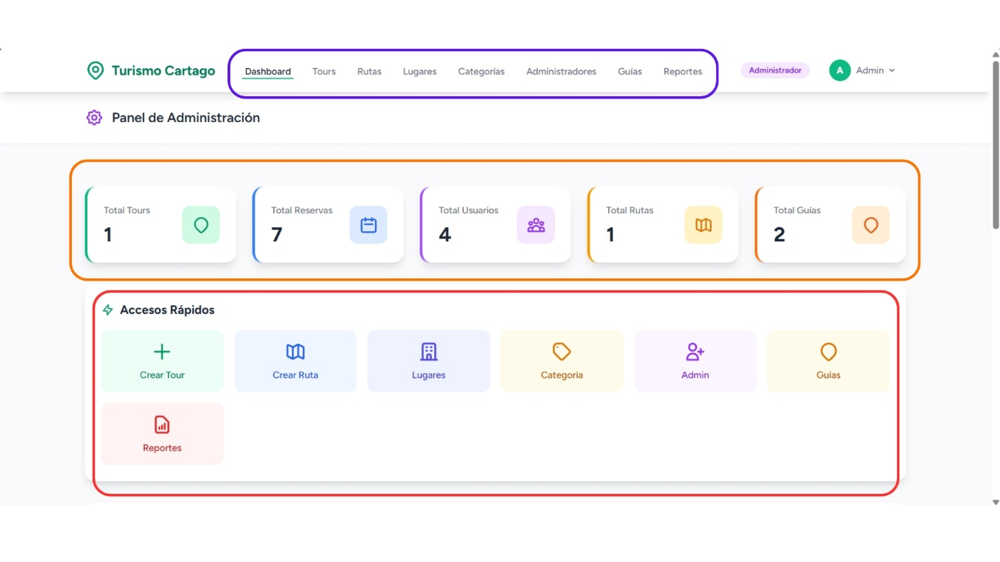 Turismo Cartago Dashboard Tours Rutas Lugares Categorías Administradores Guías Reportes Administrador A Admin
Panel de Administración
Total Tours Total Reservas Total Usuarios Total Rutas Total Guías
1 7 4 1 2
Accesos Rápidos
Crear Tour Crear Ruta Lugares Categoría Admin Guías
Reportes